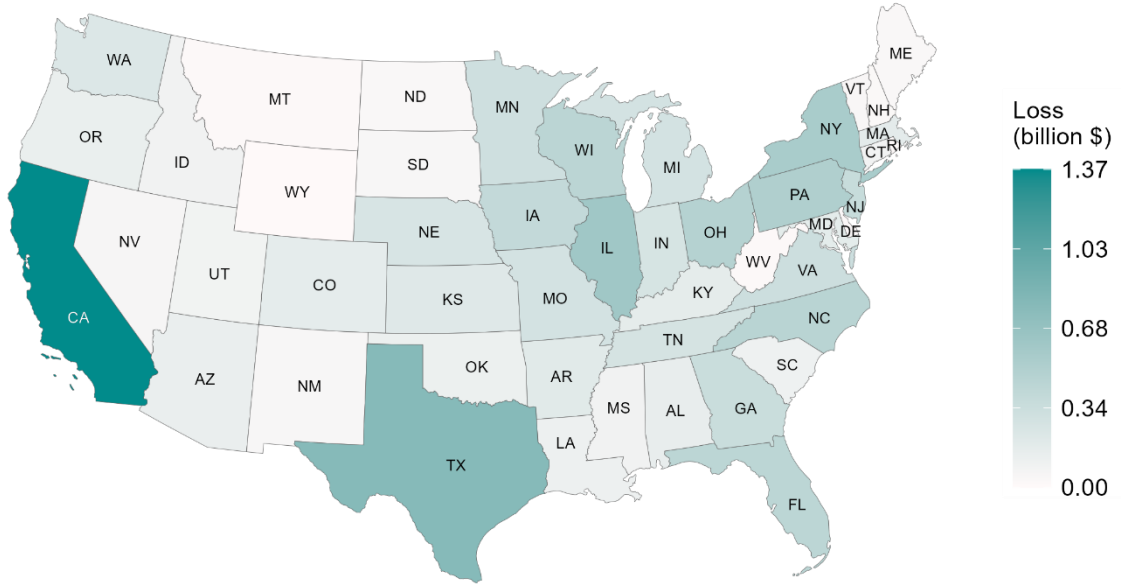 WA
MT
ND
MN
ME
VT
NH
OR
ID
SD
WI
MI
NY
MA
RI
CT
WY
IA
PA
NJ
NV
UT
NE
IL
IN
OH
MD
DE
WV
CO
KS
MO
KY
VA
CA
AZ
NM
OK
AR
TN
NC
SC
MS
AL
GA
LA
TX
FL
Loss
(billion $)
1.37
1.03
0.68
0.34
0.00